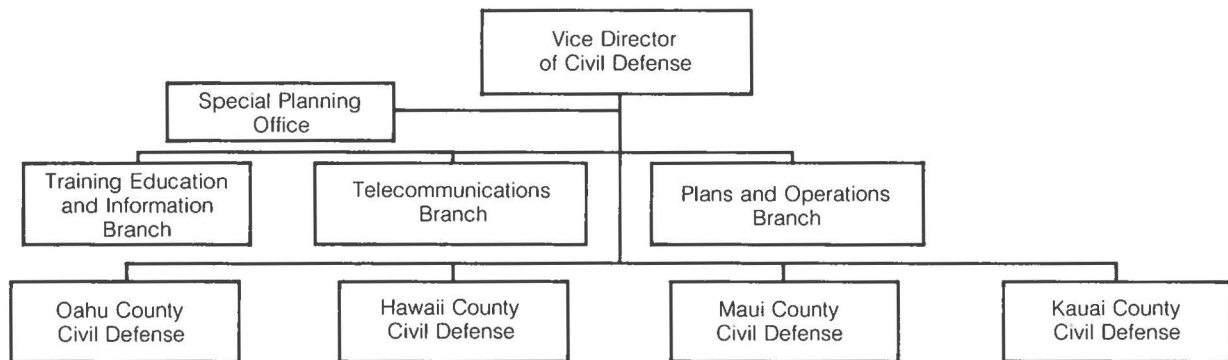 Vice Director
of Civil Defense
Special Planning
Office
Training Education
and Information
Branch
Telecommunications
Branch
Plans and Operations
Branch
Oahu County
Civil Defense
Hawaii County
Civil Defense
Maui County
Civil Defense
Kauai County
Civil Defense